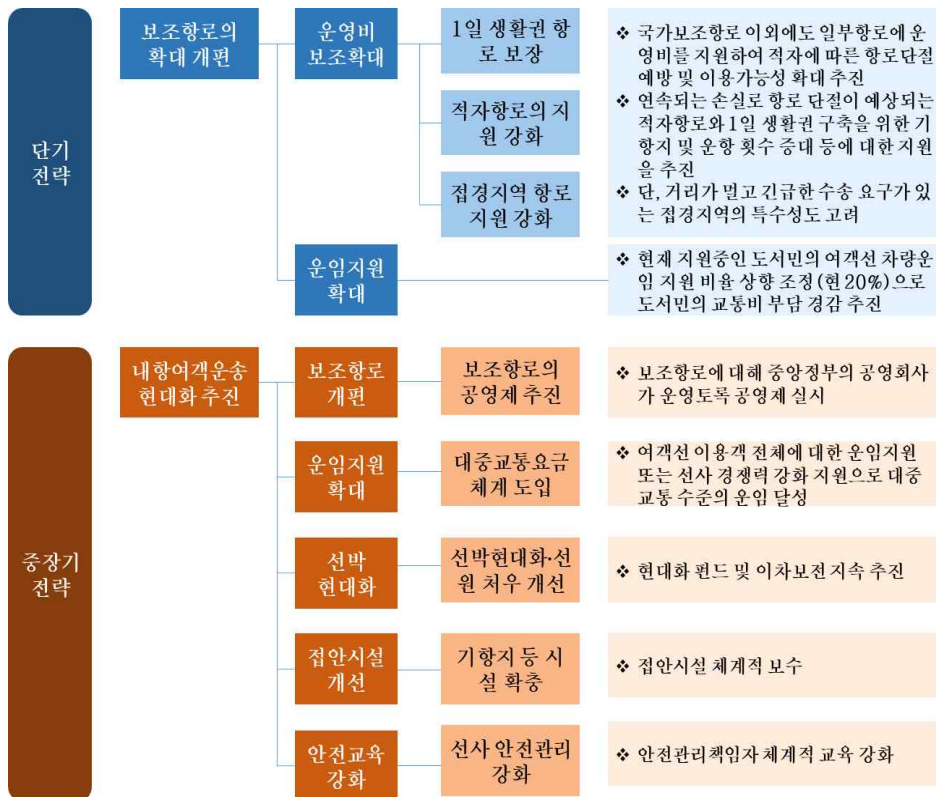 단기
전략
보조항로의
확대 개편
운영비
보조확대
1일 생활권 항
로 보장
적자항로의 지
원 강화
접경지역 항로
지원 강화
❖ 국가보조항로 이외에도 일부항로에 운
영비를 지원하여 적자에 따른 항로단절
예방 및 이용가능성 확대 추진
❖ 연속되는 손실로 항로 단절이 예상되는
적자항로와 1일 생활권 구축을 위한 기
항지 및 운항 횟수 증대 등에 대한 지원
을 추진
❖ 단, 거리가 멀고 긴급한 수송 요구가 있
는 접경지역의 특수성도 고려
운임지원
확대
❖ 현재 지원중인 도서민의 여객선 차량운
임 지원 비율 상향 조정(현 20%)으로
도서민의 교통비 부담 경감 추진
중장기
전략
내항여객운송
현대화 추진
보조항로
개편
보조항로의
공영제 추진
❖ 보조항로에 대해 중앙정부의 공영회사
가 운영토록 공영제 실시
운임지원
확대
대중교통요금
체계 도입
❖ 여객선 이용객 전체에 대한 운임지원
또는 선사 경쟁력 강화 지원으로 대중
교통 수준의 운임 달성
선박
현대화
선박현대화·선
원 처우 개선
❖ 현대화 펀드 및 이차보전 지속 추진
접안시설
개선
기항지 등 시
설 확충
❖ 접안시설 체계적 보수
안전교육
강화
선사 안전관리
강화
❖ 안전관리책임자 체계적 교육 강화